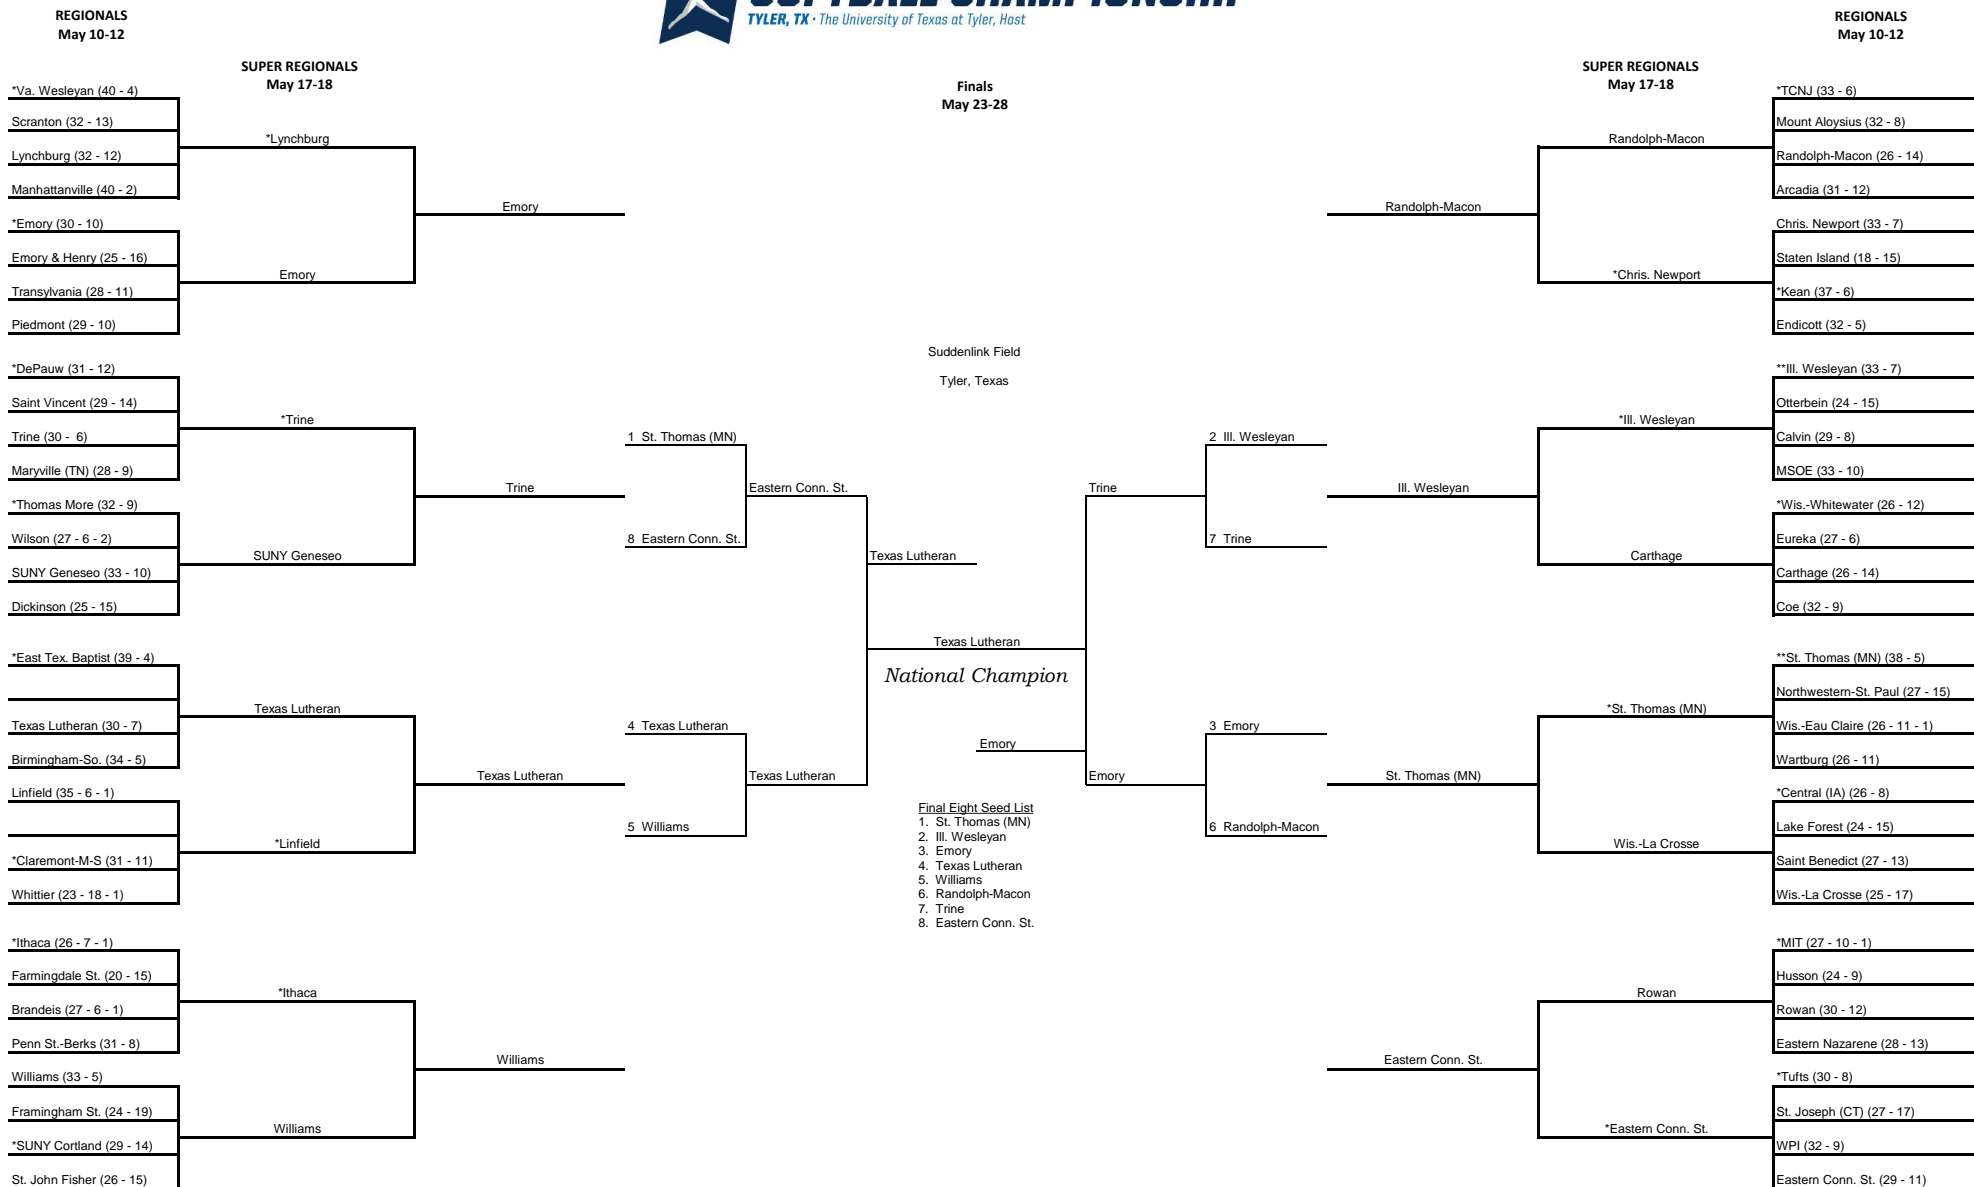 SOFTBALL CHAMPIONSHIP
TYLER, TX · The University of Texas at Tyler, Host
REGIONALS
May 10-12
SUPER REGIONALS
May 17-18
Finals
May 23-28
SUPER REGIONALS
May 17-18
REGIONALS
May 10-12
*Va. Wesleyan (40 - 4)
Scranton (32 - 13)
Lynchburg (32 - 12)
Manhattanville (40 - 2)
*Emory (30 - 10)
Emory & Henry (25 - 16)
Transylvania (28 - 11)
Piedmont (29 - 10)
*DePauw (31 - 12)
Saint Vincent (29 - 14)
Trine (30 - 6)
Maryville (TN) (28 - 9)
*Thomas More (32 - 9)
Wilson (27 - 6 - 2)
SUNY Geneseo (33 - 10)
Dickinson (25 - 15)
*East Tex. Baptist (39 - 4)
Texas Lutheran (30 - 7)
Birmingham-So. (34 - 5)
Linfield (35 - 6 - 1)
*Claremont-M-S (31 - 11)
Whittier (23 - 18 - 1)
*Ithaca (26 - 7 - 1)
Farmingdale St. (20 - 15)
Brandeis (27 - 6 - 1)
Penn St.-Berks (31 - 8)
Williams (33 - 5)
Framingham St. (24 - 19)
*SUNY Cortland (29 - 14)
St. John Fisher (26 - 15)
*Lynchburg
Emory
*Trine
SUNY Geneseo
Texas Lutheran
*Linfield
*Ithaca
Williams
Emory
Trine
Texas Lutheran
Williams
1 St. Thomas (MN)
8 Eastern Conn. St.
4 Texas Lutheran
5 Williams
Eastern Conn. St.
Texas Lutheran
Texas Lutheran
Suddenlink Field
Tyler, Texas
Texas Lutheran
National Champion
Emory
Final Eight Seed List
1. St. Thomas (MN)
2. Ill. Wesleyan
3. Emory
4. Texas Lutheran
5. Williams
6. Randolph-Macon
7. Trine
8. Eastern Conn. St.
Trine
Emory
2 Ill. Wesleyan
7 Trine
3 Emory
6 Randolph-Macon
Randolph-Macon
Ill. Wesleyan
St. Thomas (MN)
Eastern Conn. St.
Randolph-Macon
*Chris. Newport
*Ill. Wesleyan
Carthage
*St. Thomas (MN)
Wis.-La Crosse
Rowan
*Eastern Conn. St.
*TCNJ (33 - 6)
Mount Aloysius (32 - 8)
Randolph-Macon (26 - 14)
Arcadia (31 - 12)
Chris. Newport (33 - 7)
Staten Island (18 - 15)
*Kean (37 - 6)
Endicott (32 - 5)
**Ill. Wesleyan (33 - 7)
Otterbein (24 - 15)
Calvin (29 - 8)
MSOE (33 - 10)
*Wis.-Whitewater (26 - 12)
Eureka (27 - 6)
Carthage (26 - 14)
Coe (32 - 9)
**St. Thomas (MN) (38 - 5)
Northwestern-St. Paul (27 - 15)
Wis.-Eau Claire (26 - 11 - 1)
Wartburg (26 - 11)
*Central (IA) (26 - 8)
Lake Forest (24 - 15)
Saint Benedict (27 - 13)
Wis.-La Crosse (25 - 17)
*MIT (27 - 10 - 1)
Husson (24 - 9)
Rowan (30 - 12)
Eastern Nazarene (28 - 13)
*Tufts (30 - 8)
St. Joseph (CT) (27 - 17)
WPI (32 - 9)
Eastern Conn. St. (29 - 11)